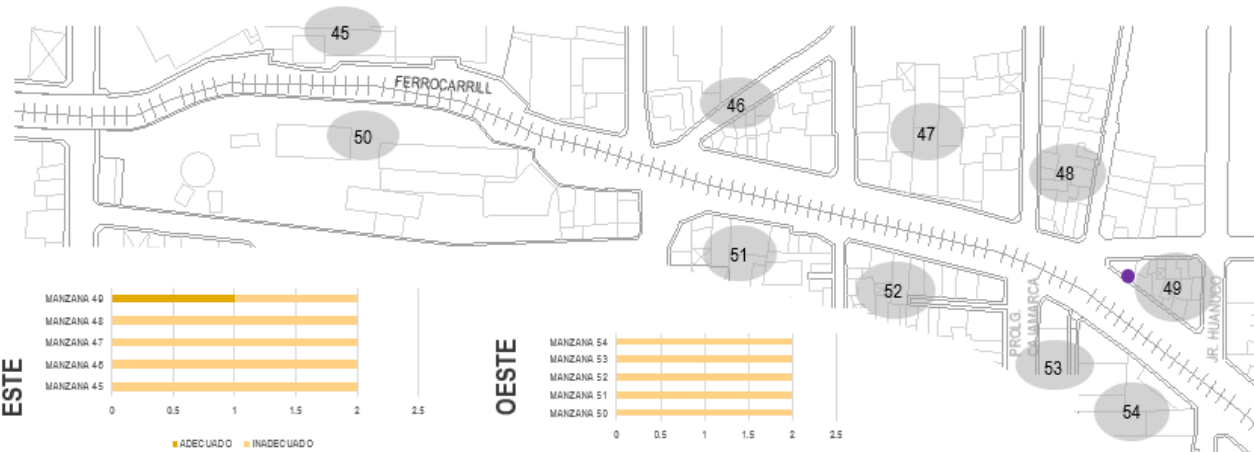 45
FERROCARRILL
46
50
47
48
51
52
49
PROLG.
CAJAMARCA
JR. HUANUCO
53
54
ESTE
MANZANA 49
MANZANA 48
MANZANA 47
MANZANA 46
MANZANA 45
0 0.5 1 1.5 2 2.5
ADECUADO INADECUADO
OESTE
MANZANA 54
MANZANA 53
MANZANA 52
MANZANA 51
MANZANA 50
0 0.5 1 1.5 2 2.5